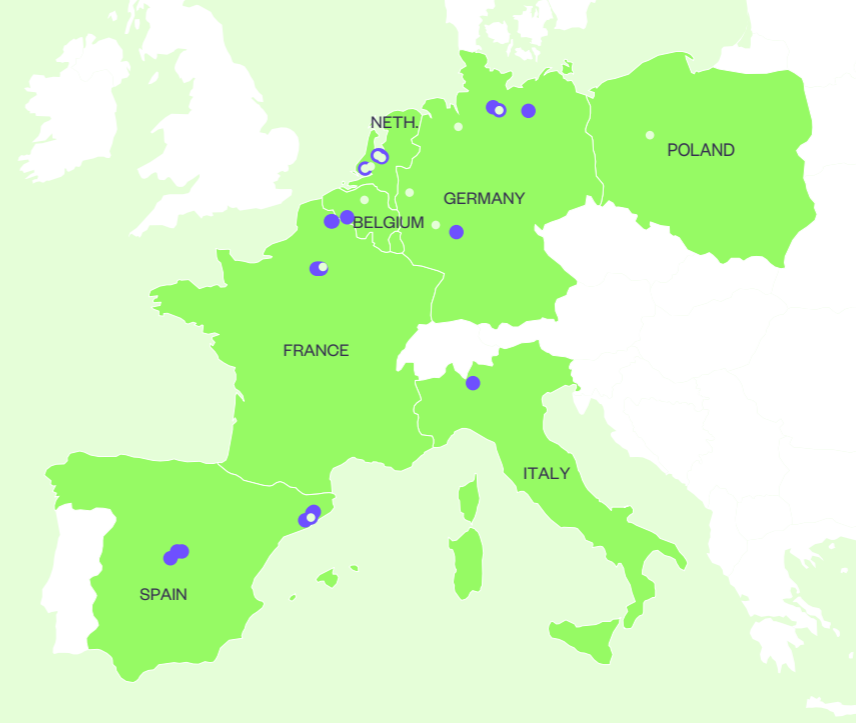 NETH.
POLAND
GERMANY
BELGIUM
FRANCE
ITALY
SPAIN